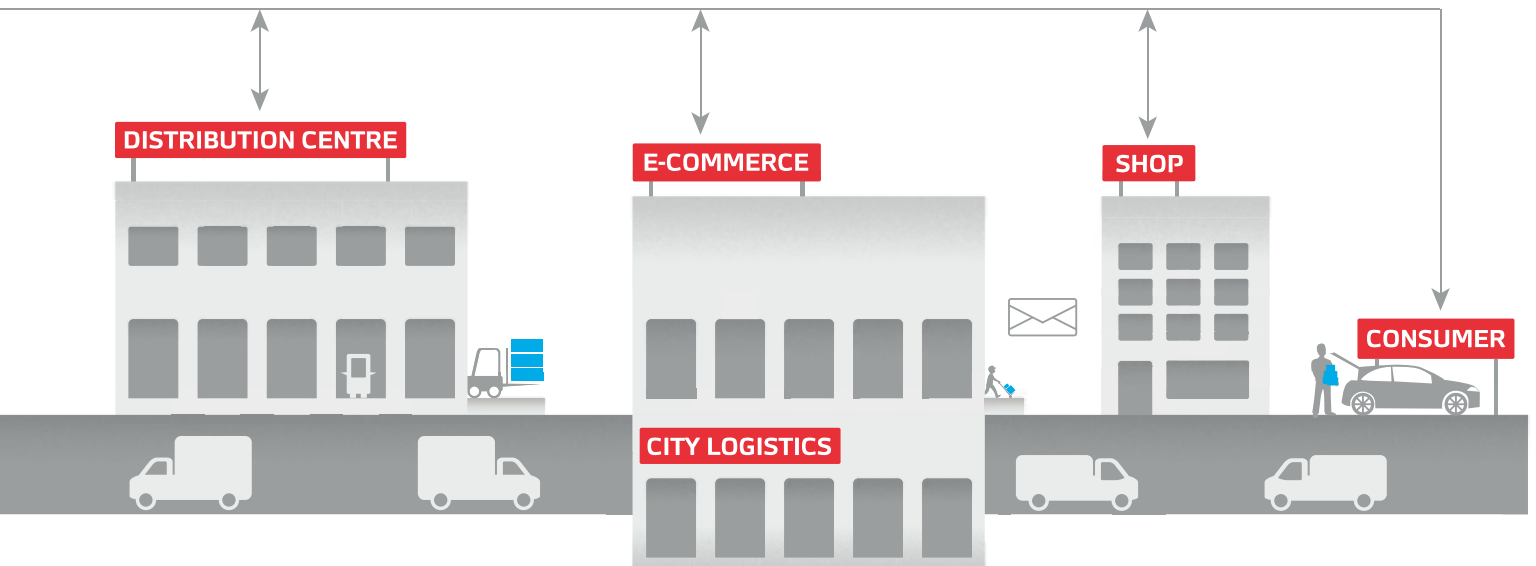 DISTRIBUTION CENTRE
E-COMMERCE
SHOP
CONSUMER
CITY LOGISTICS